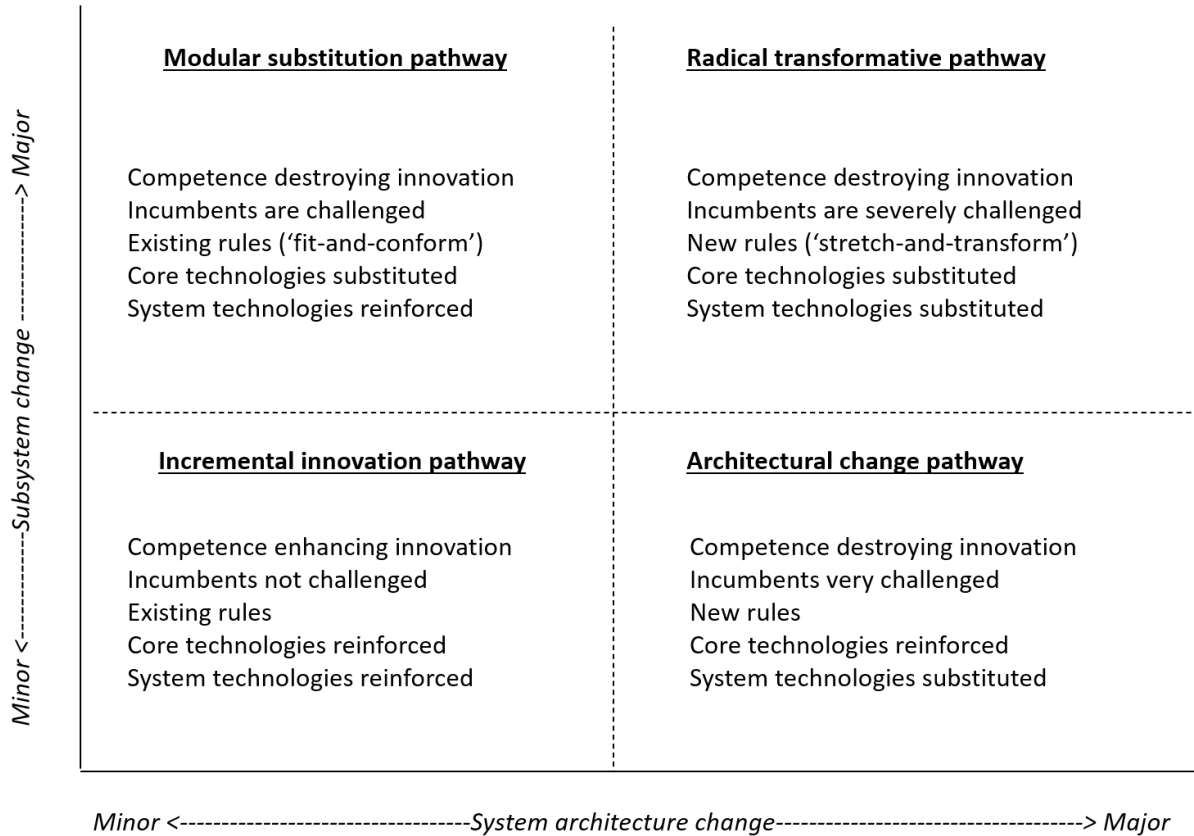 Modular substitution pathway
Competence destroying innovation
Incumbents are challenged
Existing rules (‘fit-and-conform’)
Core technologies substituted
System technologies reinforced
Radical transformative pathway
Competence destroying innovation
Incumbents are severely challenged
New rules (‘stretch-and-transform’)
Core technologies substituted
System technologies substituted
Incremental innovation pathway
Competence enhancing innovation
Incumbents not challenged
Existing rules
Core technologies reinforced
System technologies reinforced
Architectural change pathway
Competence destroying innovation
Incumbents very challenged
New rules
Core technologies reinforced
System technologies substituted
Minor <----------Subsystem change ----------> Major
Minor <-----------------------------System architecture change-------------------------------> Major